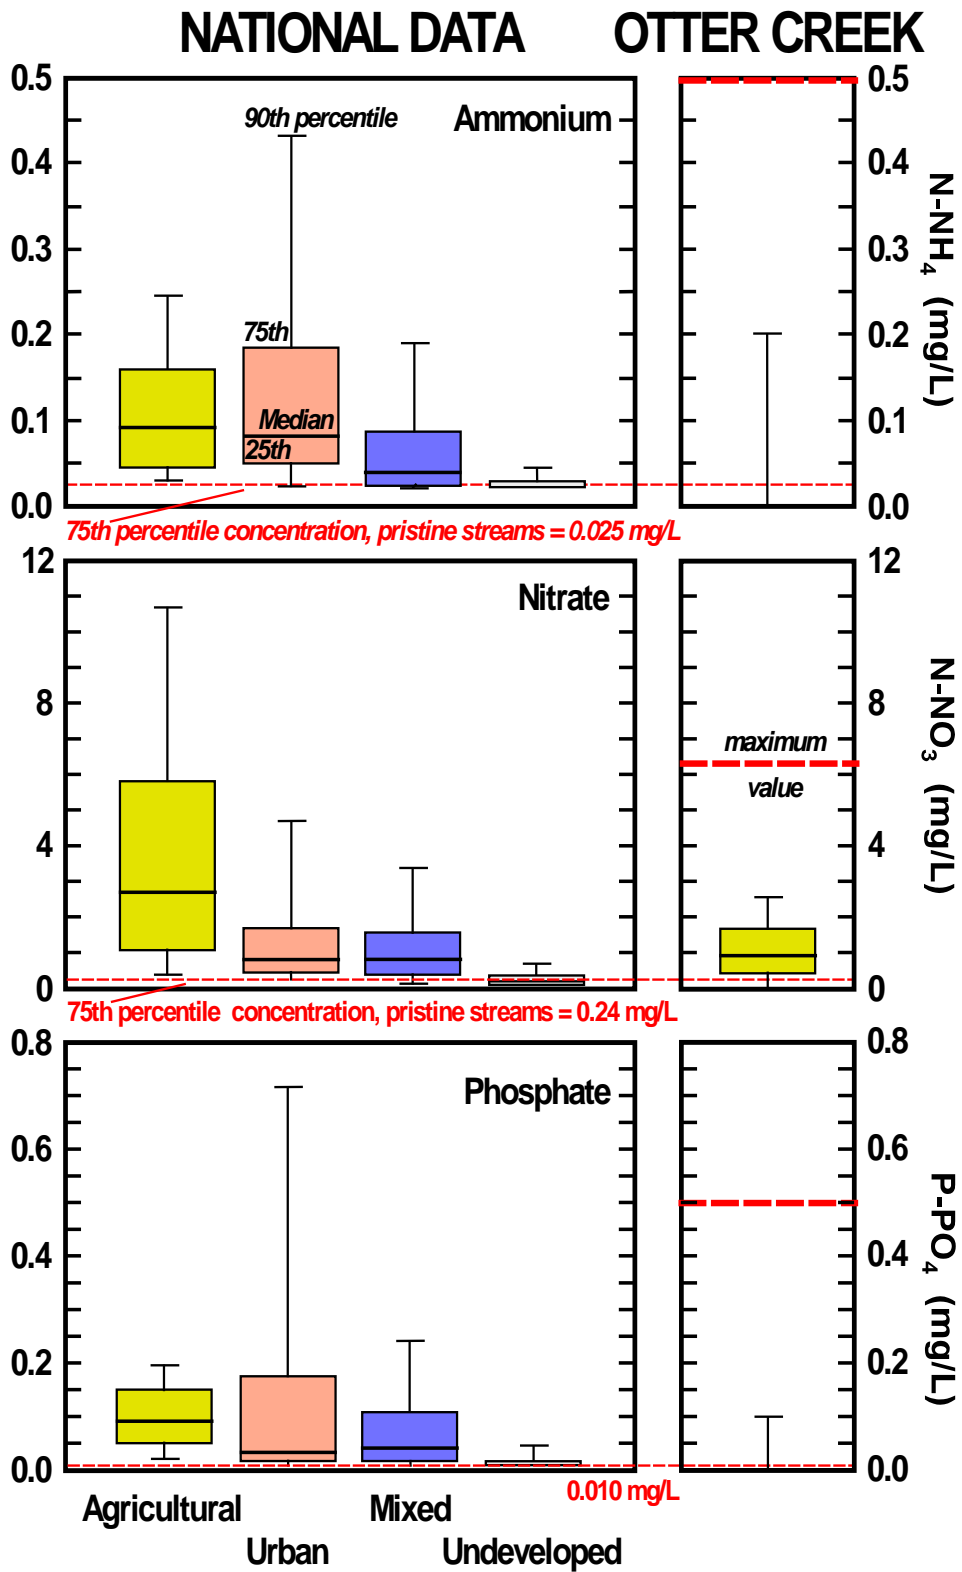 NATIONAL DATA OTTER CREEK
0.5 0.5
90th percentile Ammonium
0.4 0.4
0.3 0.3
N-NH4 (mg/L)
75th
0.2 0.2
Median
0.1 0.1
25th
0.0 0.0
75th percentile concentration, pristine streams = 0.025 mg/L
12 12
Nitrate
8 8
N-NO3 (mg/L)
maximum
value
4 4
0 0
75th percentile concentration, pristine streams = 0.24 mg/L
0.8 0.8
Phosphate
0.6 0.6
P-PO4 (mg/L)
0.4 0.4
0.2 0.2
0.0 0.0
0.010 mg/L
Agricultural Mixed
Urban Undeveloped